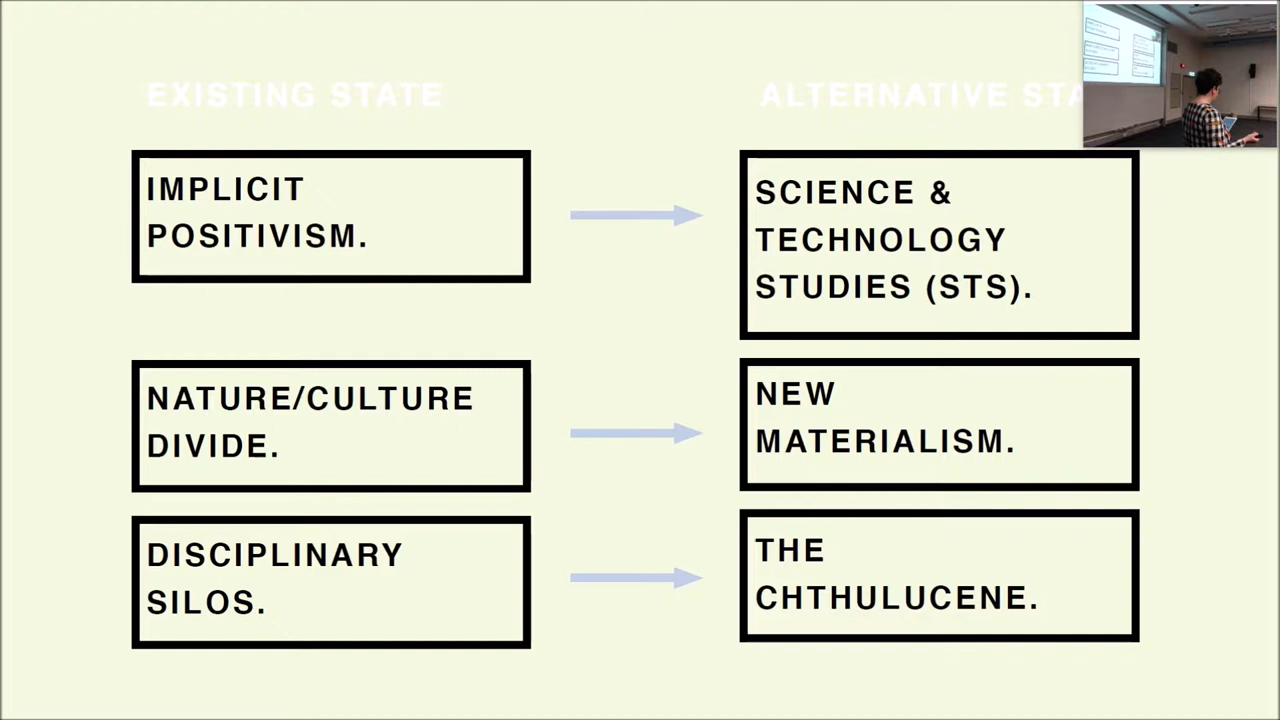 EXISTING STATE
ALTERNATIVE STA
IMPLICIT
POSITIVISM.
SCIENCE &
TECHNOLOGY
STUDIES (STS).
NATURE/CULTURE
DIVIDE.
NEW
MATERIALISM.
DISCIPLINARY
SILOS.
THE
CHTHULUCENE.